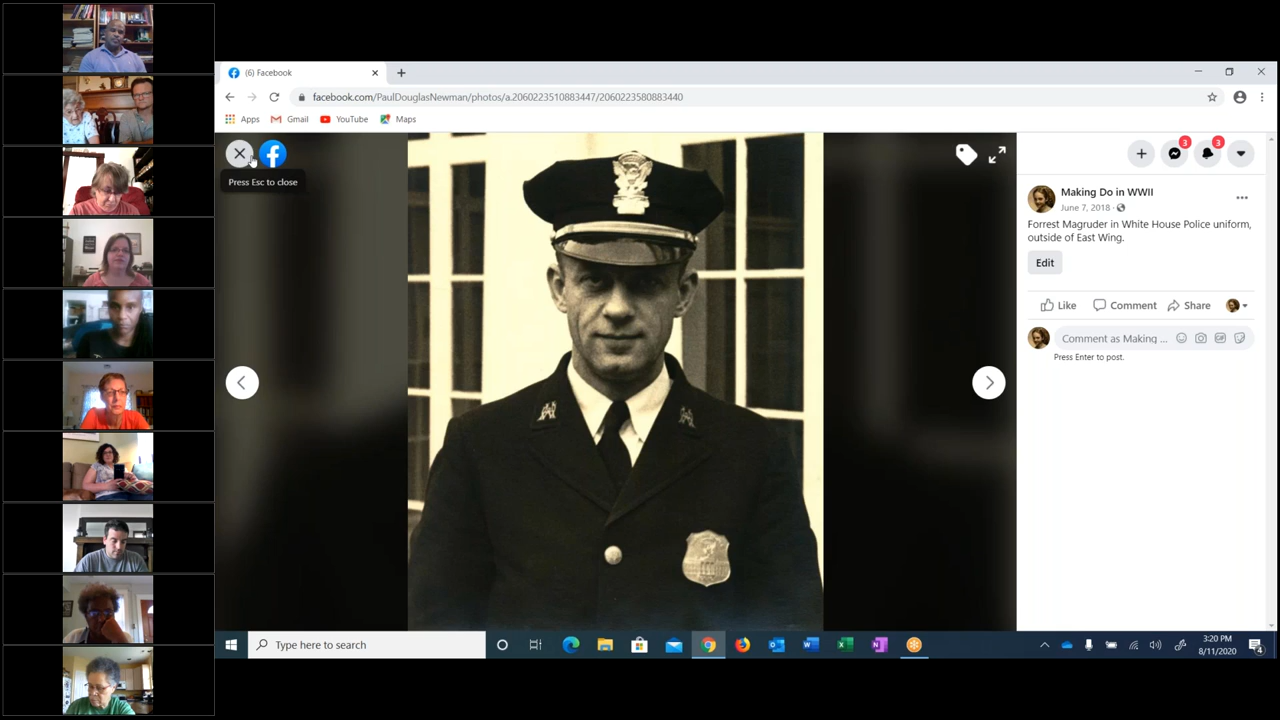 (6) Facebook
facebook.com/PaulDouglasNewman/photos/a.2060223510883447/2060223580883440
Apps Gmail YouTube Maps
Press Esc to close
3 3
Making Do in WWII
June 7, 2018 ·
Forrest Magruder in White House Police uniform,
outside of East Wing.
Edit
Like Comment Share
Comment as Making ...
GIF
Press Enter to post.
Type here to search
3:20 PM
8/11/2020
4